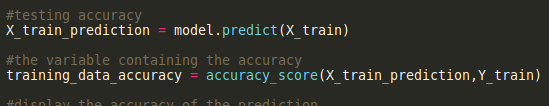 #testing accuracy
X_train_prediction = model.predict(X_train)
#the variable containing the accuracy
training_data_accuracy = accuracy_score(X_train_prediction,Y_train)
#display the accuracy of the prediction